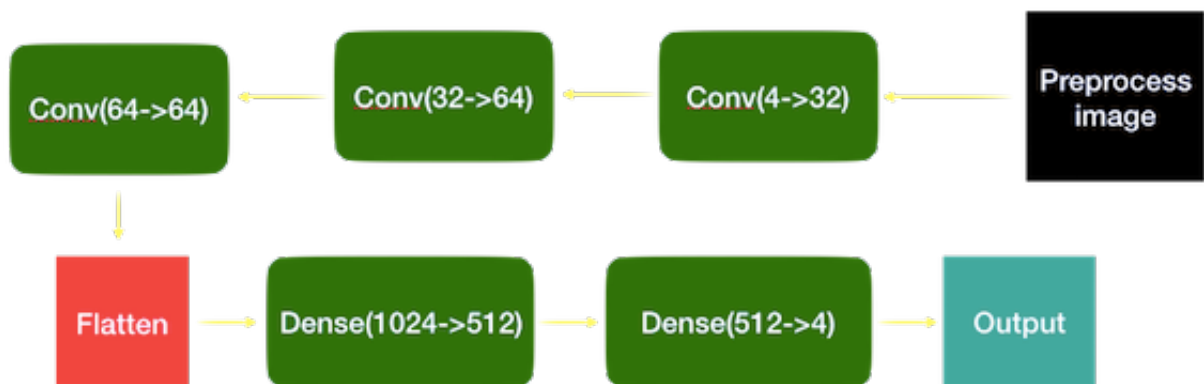 Preprocess
image
Conv(4->32)
Conv(32->64)
Conv(64->64)
Flatten
Dense(1024->512)
Dense(512->4)
Output